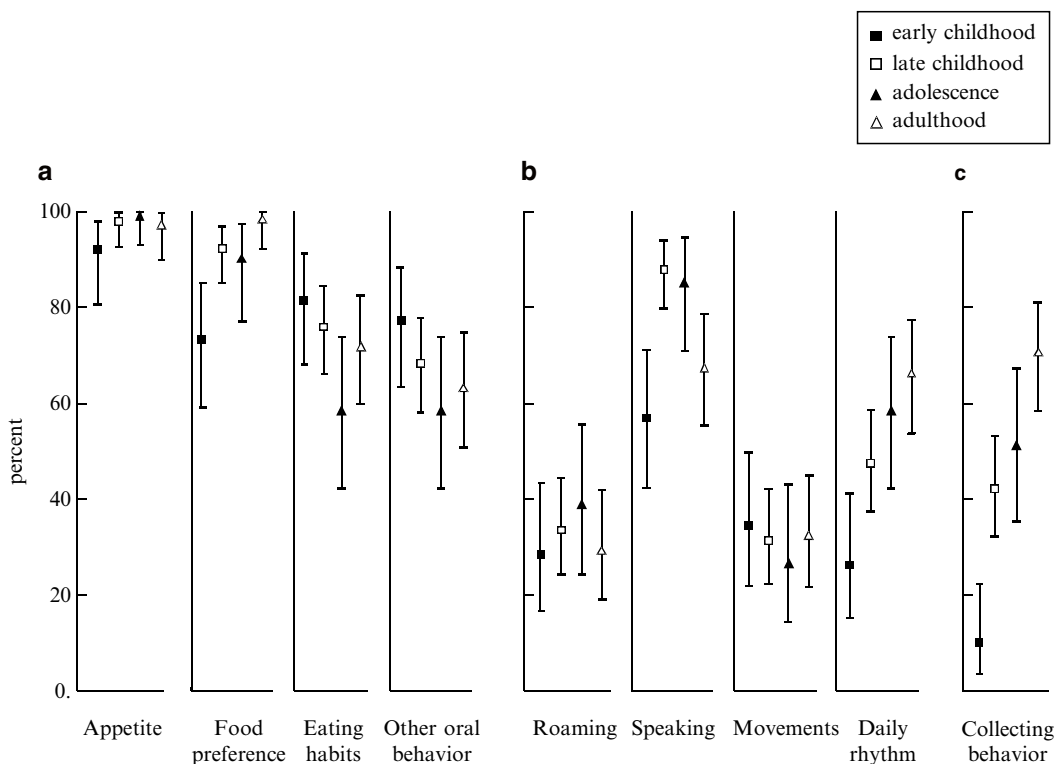 early childhood
late childhood
adolescence
adulthood
a
b
c
percent
100
80
60
40
20
0.
Appetite
Food
preference
Eating
habits
Other oral
behavior
Roaming
Speaking
Movements
Daily
rhythm
Collecting
behavior